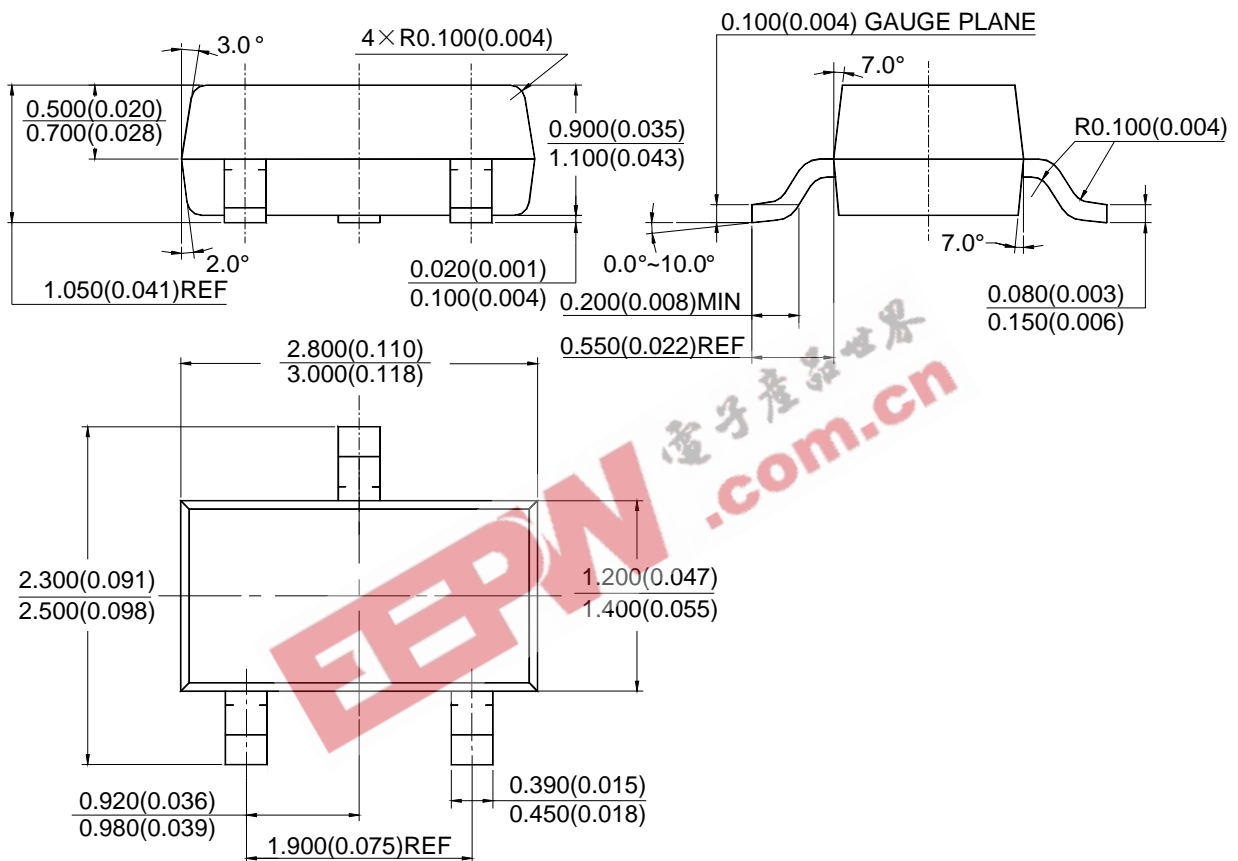 0.100(0.004) GAUGE PLANE
3.0°
4×R0.100(0.004)
7.0°
0.500(0.020)
0.700(0.028)
0.900(0.035)
1.100(0.043)
R0.100(0.004)
2.0°
7.0°
0.0°~10.0°
1.050(0.041)REF
0.020(0.001)
0.100(0.004)
0.200(0.008)MIN
0.080(0.003)
0.150(0.006)
0.550(0.022)REF
2.800(0.110)
3.000(0.118)
電子產品世界
EEPW
.com.cn
2.300(0.091)
2.500(0.098)
1.200(0.047)
1.400(0.055)
0.920(0.036)
0.980(0.039)
0.390(0.015)
0.450(0.018)
1.900(0.075)REF